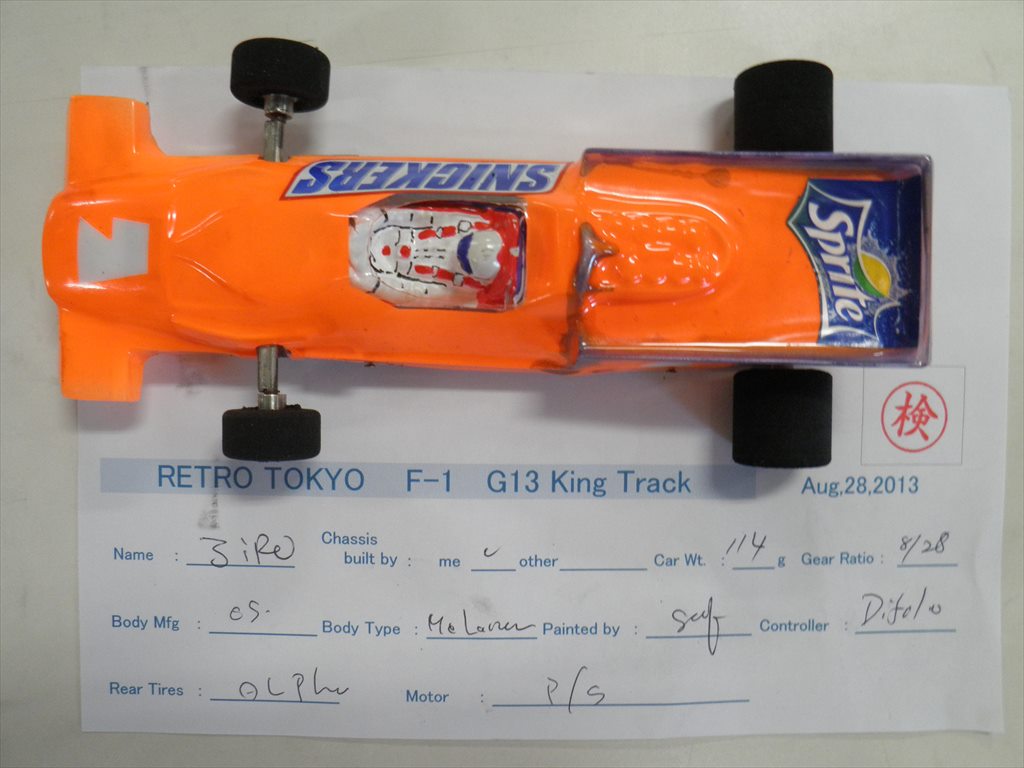 SNICKERS
Sprite
検
RETRO TOKYO F-1 G13 King Track Aug,28,2013
Name : JiRO Chassis built by : me ✓ other Car Wt. : 114 g Gear Ratio : 8/28
Body Mfg : OS. Body Type : McLaren Painted by : self Controller :
Rear Tires : ALPha Motor : P/S